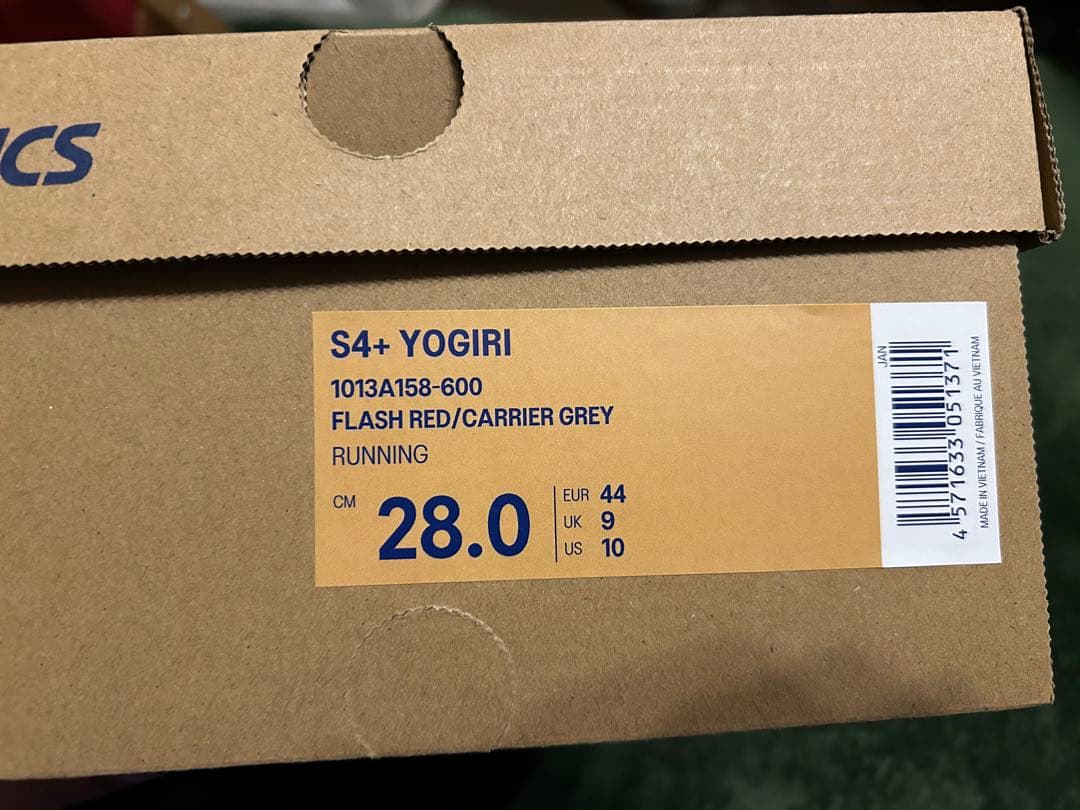 ICS
S4+ YOGIRI
1013A158-600
FLASH RED/CARRIER GREY
RUNNING
CM 28.0
EUR 44
UK 9
US 10
JAN
4 571633 051371
MADE IN VIETNAM / FABRIQUE AU VIETNAM